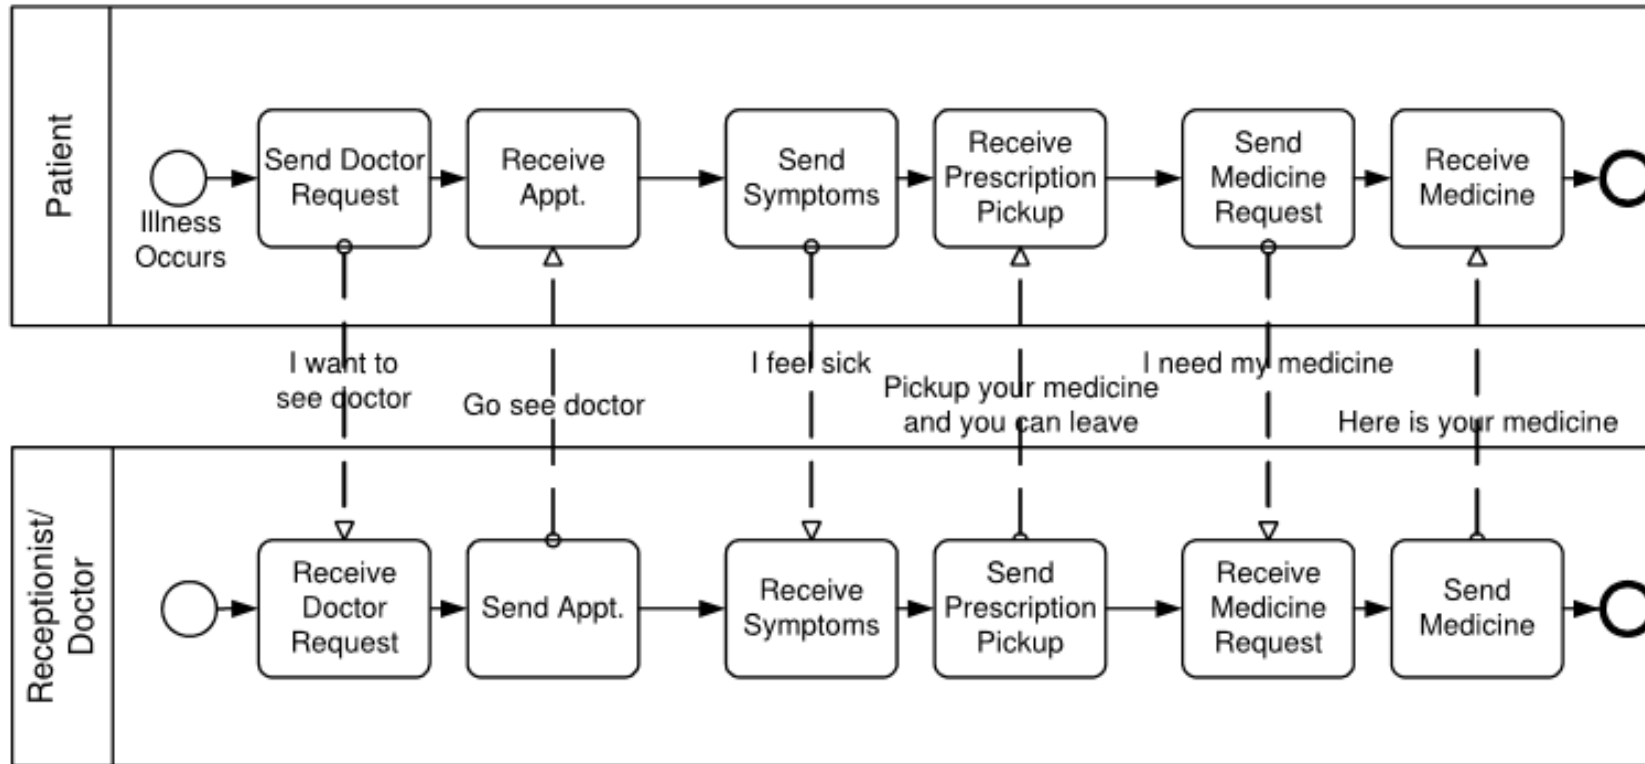 Patient
Illness
Occurs
Send Doctor
Request
Receive
Appt.
Send
Symptoms
Receive
Prescription
Pickup
Send
Medicine
Request
Receive
Medicine
I want to
see doctor
Go see doctor
I feel sick
Pickup your medicine
and you can leave
I need my medicine
Here is your medicine
Receptionist/
Doctor
Receive
Doctor
Request
Send Appt.
Receive
Symptoms
Send
Prescription
Pickup
Receive
Medicine
Request
Send
Medicine